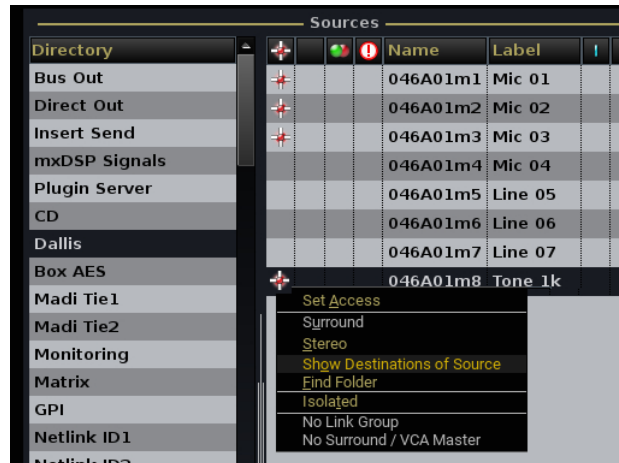 Sources
Directory
Name Label
Bus Out
046A01m1 Mic 01
Direct Out
046A01m2 Mic 02
Insert Send
046A01m3 Mic 03
mxDSP Signals
046A01m4 Mic 04
Plugin Server
046A01m5 Line 05
CD
046A01m6 Line 06
Dallis
046A01m7 Line 07
Box AES
046A01m8 Tone 1k
Madi Tie1
Madi Tie2
Monitoring
Matrix
GPI
Netlink ID1
Netlink ID2
Set Access
Surround
Stereo
Show Destinations of Source
Find Folder
Isolated
No Link Group
No Surround / VCA Master